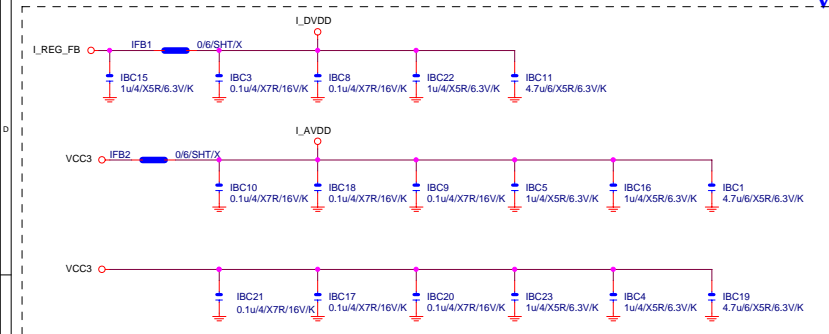 I_DVDD
I_REG_FB IFB1 0/6/SHT/X
IBC15 IBC3 IBC8 IBC22 IBC11
1u/4/X5R/6.3V/K 0.1u/4/X7R/16V/K 0.1u/4/X7R/16V/K 1u/4/X5R/6.3V/K 4.7u/6/X5R/6.3V/K
D
I_AVDD
VCC3 IFB2 0/6/SHT/X
IBC10 IBC18 IBC9 IBC5 IBC16 IBC1
0.1u/4/X7R/16V/K 0.1u/4/X7R/16V/K 0.1u/4/X7R/16V/K 1u/4/X5R/6.3V/K 1u/4/X5R/6.3V/K 4.7u/6/X5R/6.3V/K
VCC3
IBC21 IBC17 IBC20 IBC23 IBC4 IBC19
0.1u/4/X7R/16V/K 0.1u/4/X7R/16V/K 0.1u/4/X7R/16V/K 1u/4/X5R/6.3V/K 1u/4/X5R/6.3V/K 4.7u/6/X5R/6.3V/K